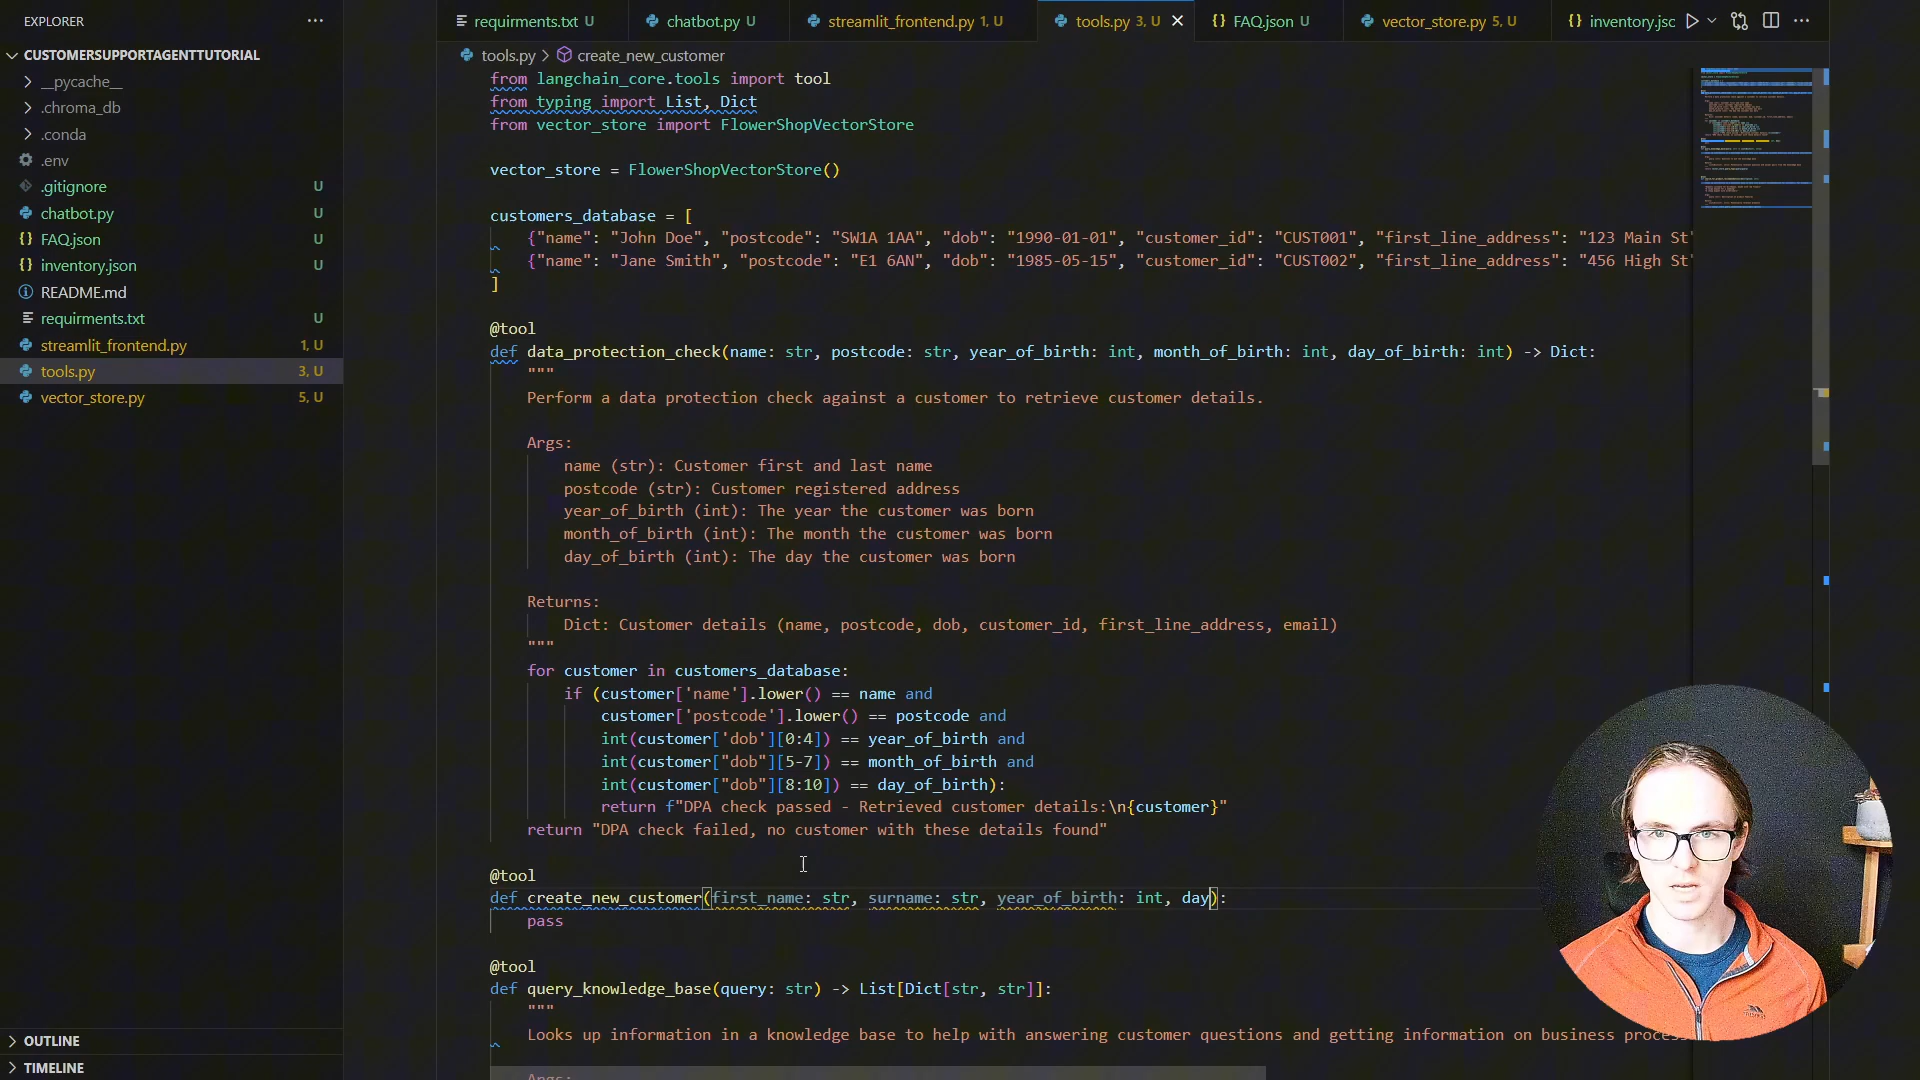 EXPLORER
CUSTOMERSUPPORTAGENTTUTORIAL
__pycache__
.chroma_db
.conda
.env
.gitignore U
chatbot.py U
FAQ.json U
inventory.json U
README.md
requirments.txt U
streamlit_frontend.py 1, U
tools.py 3, U
vector_store.py 5, U
OUTLINE
TIMELINE
requirments.txt U chatbot.py U streamlit_frontend.py 1, U tools.py 3, U FAQ.json U vector_store.py 5, U inventory.jsc
tools.py > create_new_customer
from langchain_core.tools import tool
from typing import List, Dict
from vector_store import FlowerShopVectorStore
vector_store = FlowerShopVectorStore()
customers_database = [
{"name": "John Doe", "postcode": "SW1A 1AA", "dob": "1990-01-01", "customer_id": "CUST001", "first_line_address": "123 Main St"
{"name": "Jane Smith", "postcode": "E1 6AN", "dob": "1985-05-15", "customer_id": "CUST002", "first_line_address": "456 High St"
]
@tool
def data_protection_check(name: str, postcode: str, year_of_birth: int, month_of_birth: int, day_of_birth: int) -> Dict:
"""
Perform a data protection check against a customer to retrieve customer details.
Args:
name (str): Customer first and last name
postcode (str): Customer registered address
year_of_birth (int): The year the customer was born
month_of_birth (int): The month the customer was born
day_of_birth (int): The day the customer was born
Returns:
Dict: Customer details (name, postcode, dob, customer_id, first_line_address, email)
"""
for customer in customers_database:
if (customer['name'].lower() == name and
customer['postcode'].lower() == postcode and
int(customer['dob'][0:4]) == year_of_birth and
int(customer["dob"][5-7]) == month_of_birth and
int(customer["dob"][8:10]) == day_of_birth):
return f"DPA check passed - Retrieved customer details:\n{customer}"
return "DPA check failed, no customer with these details found"
@tool
def create_new_customer(first_name: str, surname: str, year_of_birth: int, day):
pass
@tool
def query_knowledge_base(query: str) -> List[Dict[str, str]]:
"""
Looks up information in a knowledge base to help with answering customer questions and getting information on business proces
Args: